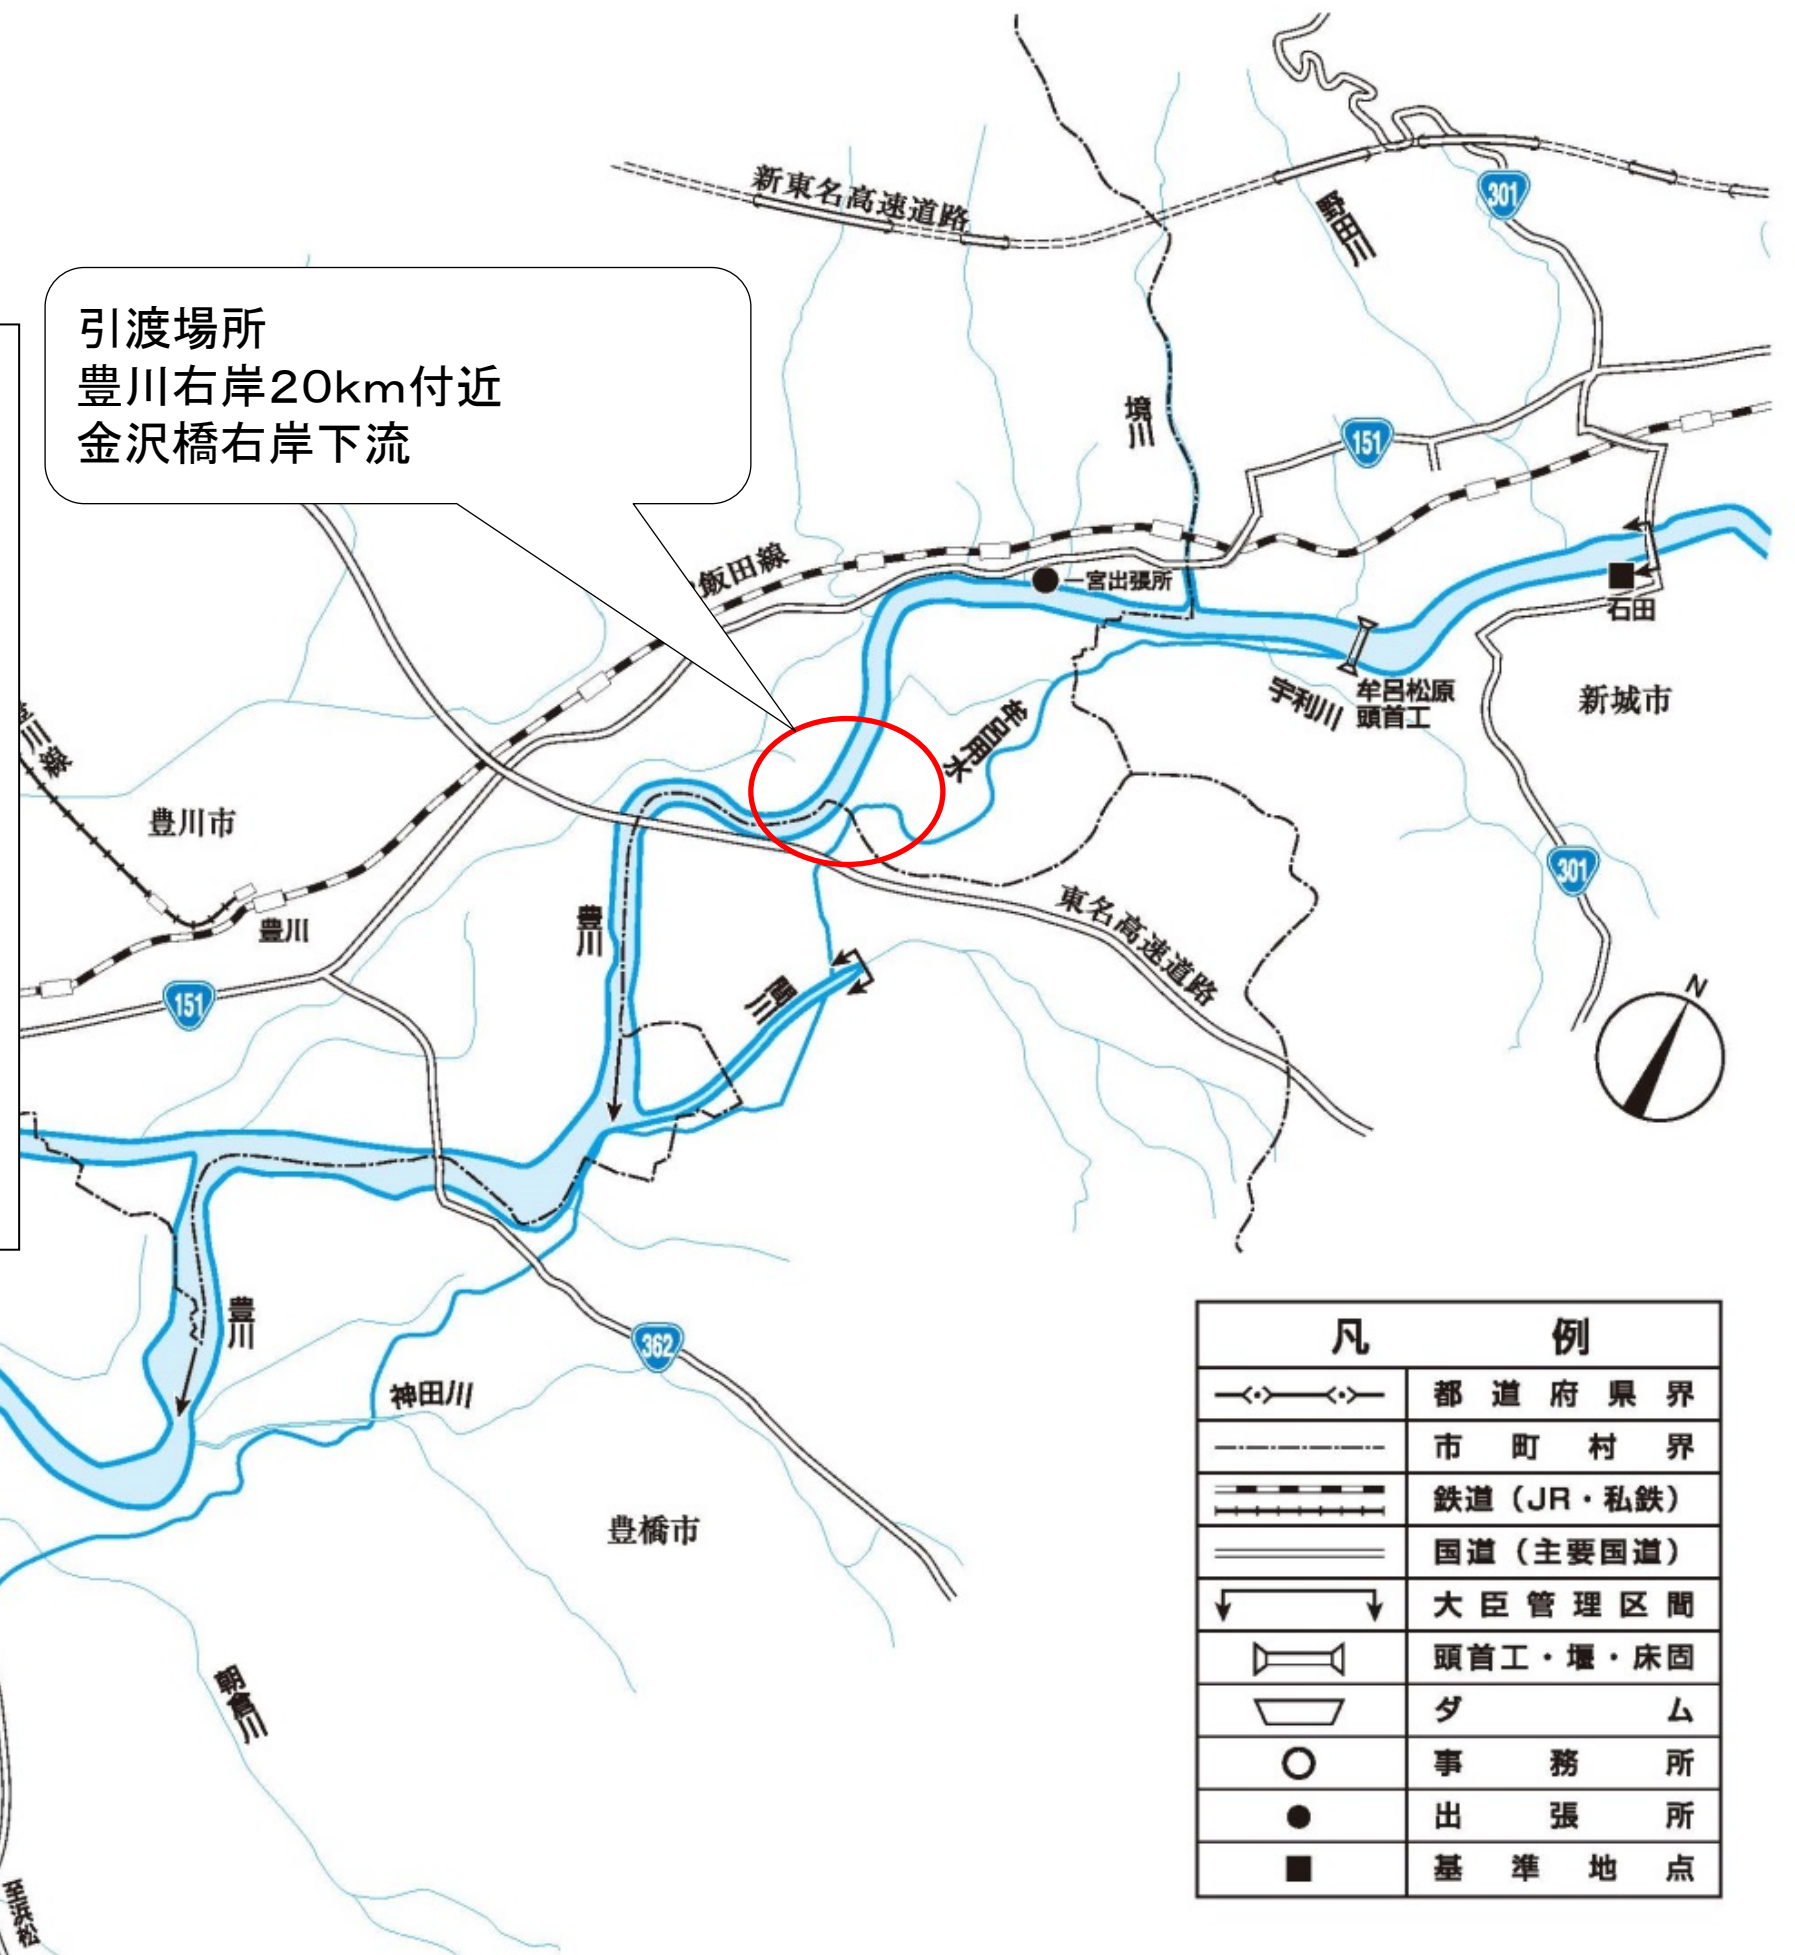 新東名高速道路
301
野田川
引渡場所
豊川右岸20km付近
金沢橋右岸下流
境川
151
飯田線
一宮出張所
石田
宇利川
牟呂松原
頭首工
新城市
牟呂用水
川線
豊川市
301
豊川
豊川
東名高速道路
151
間川
N
豊川
362
神田川
豊橋市
朝倉川
至浜松
凡例
都道府県界
市町村界
鉄道（JR・私鉄）
国道（主要国道）
大臣管理区間
頭首工・堰・床固
ダム
事務所
出張所
基準地点